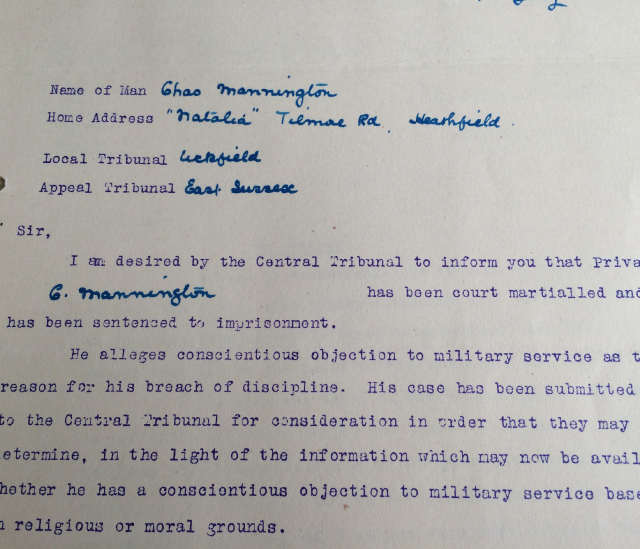 Name of Man Chas Mannington
Home Address "Natalia" Tilmore Rd, Heathfield.
Local Tribunal Uckfield
Appeal Tribunal East Sussex
Sir,
I am desired by the Central Tribunal to inform you that Priva
C. Mannington has been court martialled and
has been sentenced to imprisonment.
He alleges conscientious objection to military service as t
reason for his breach of discipline. His case has been submitted
to the Central Tribunal for consideration in order that they may
etermine, in the light of the information which may now be avail
hether he has a conscientious objection to military service base
n religious or moral grounds.